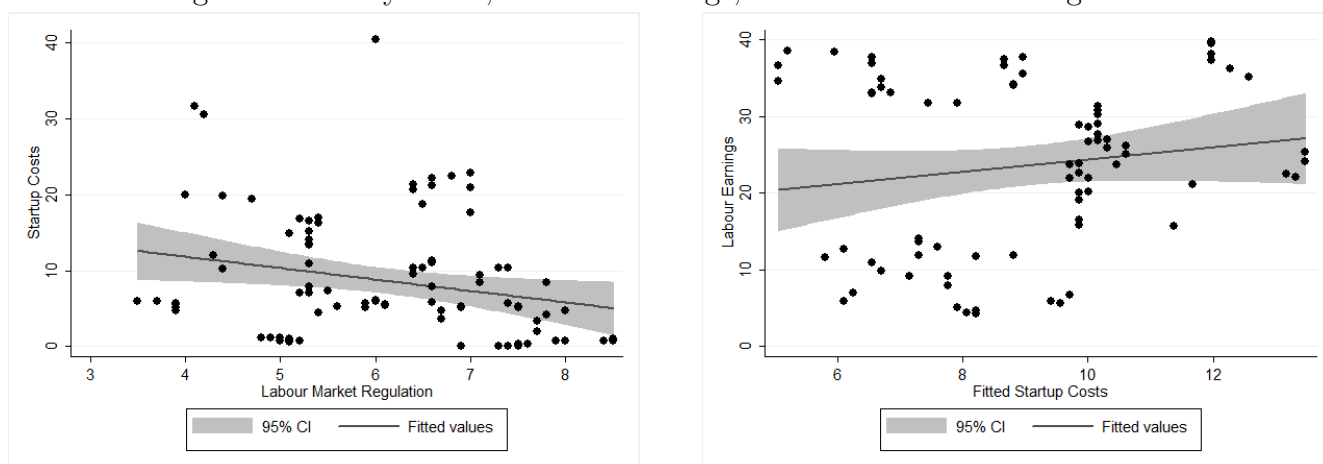 Startup Costs
40
30
20
10
0
3 4 5 6 7 8
Labour Market Regulation
95% CI Fitted values
Labour Earnings
40
30
20
10
0
6 8 10 12
Fitted Startup Costs
95% CI Fitted values